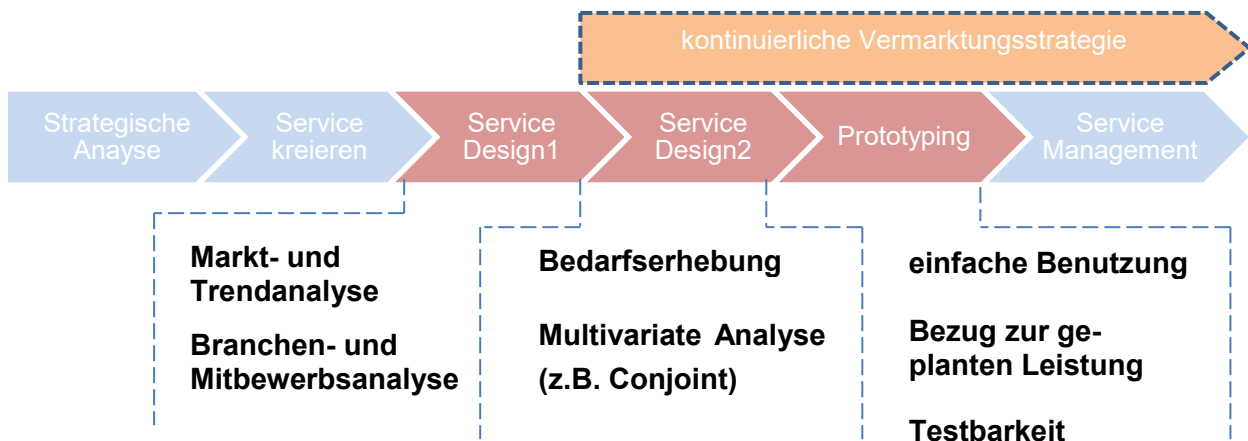 kontinuierliche Vermarktungsstrategie
Strategische
Anayse
Service
kreieren
Service
Design1
Service
Design2
Prototyping
Service
Management
Markt- und
Trendanalyse
Branchen- und
Mitbewerbsanalyse
Bedarfserhebung
Multivariate Analyse
(z.B. Conjoint)
einfache Benutzung
Bezug zur ge-
planten Leistung
Testbarkeit